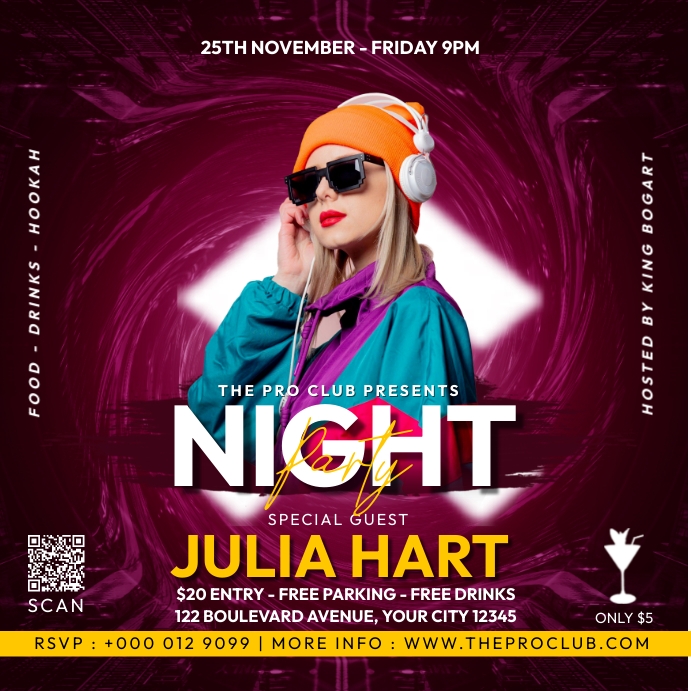 25TH NOVEMBER - FRIDAY 9PM
FOOD - DRINKS - HOOKAH
HOSTED BY KING BOGART
THE PRO CLUB PRESENTS
NIGHT
Party
SPECIAL GUEST
JULIA HART
$20 ENTRY - FREE PARKING - FREE DRINKS
122 BOULEVARD AVENUE, YOUR CITY 12345
SCAN
ONLY $5
RSVP : +000 012 9099 | MORE INFO : WWW.THEPROCLUB.COM